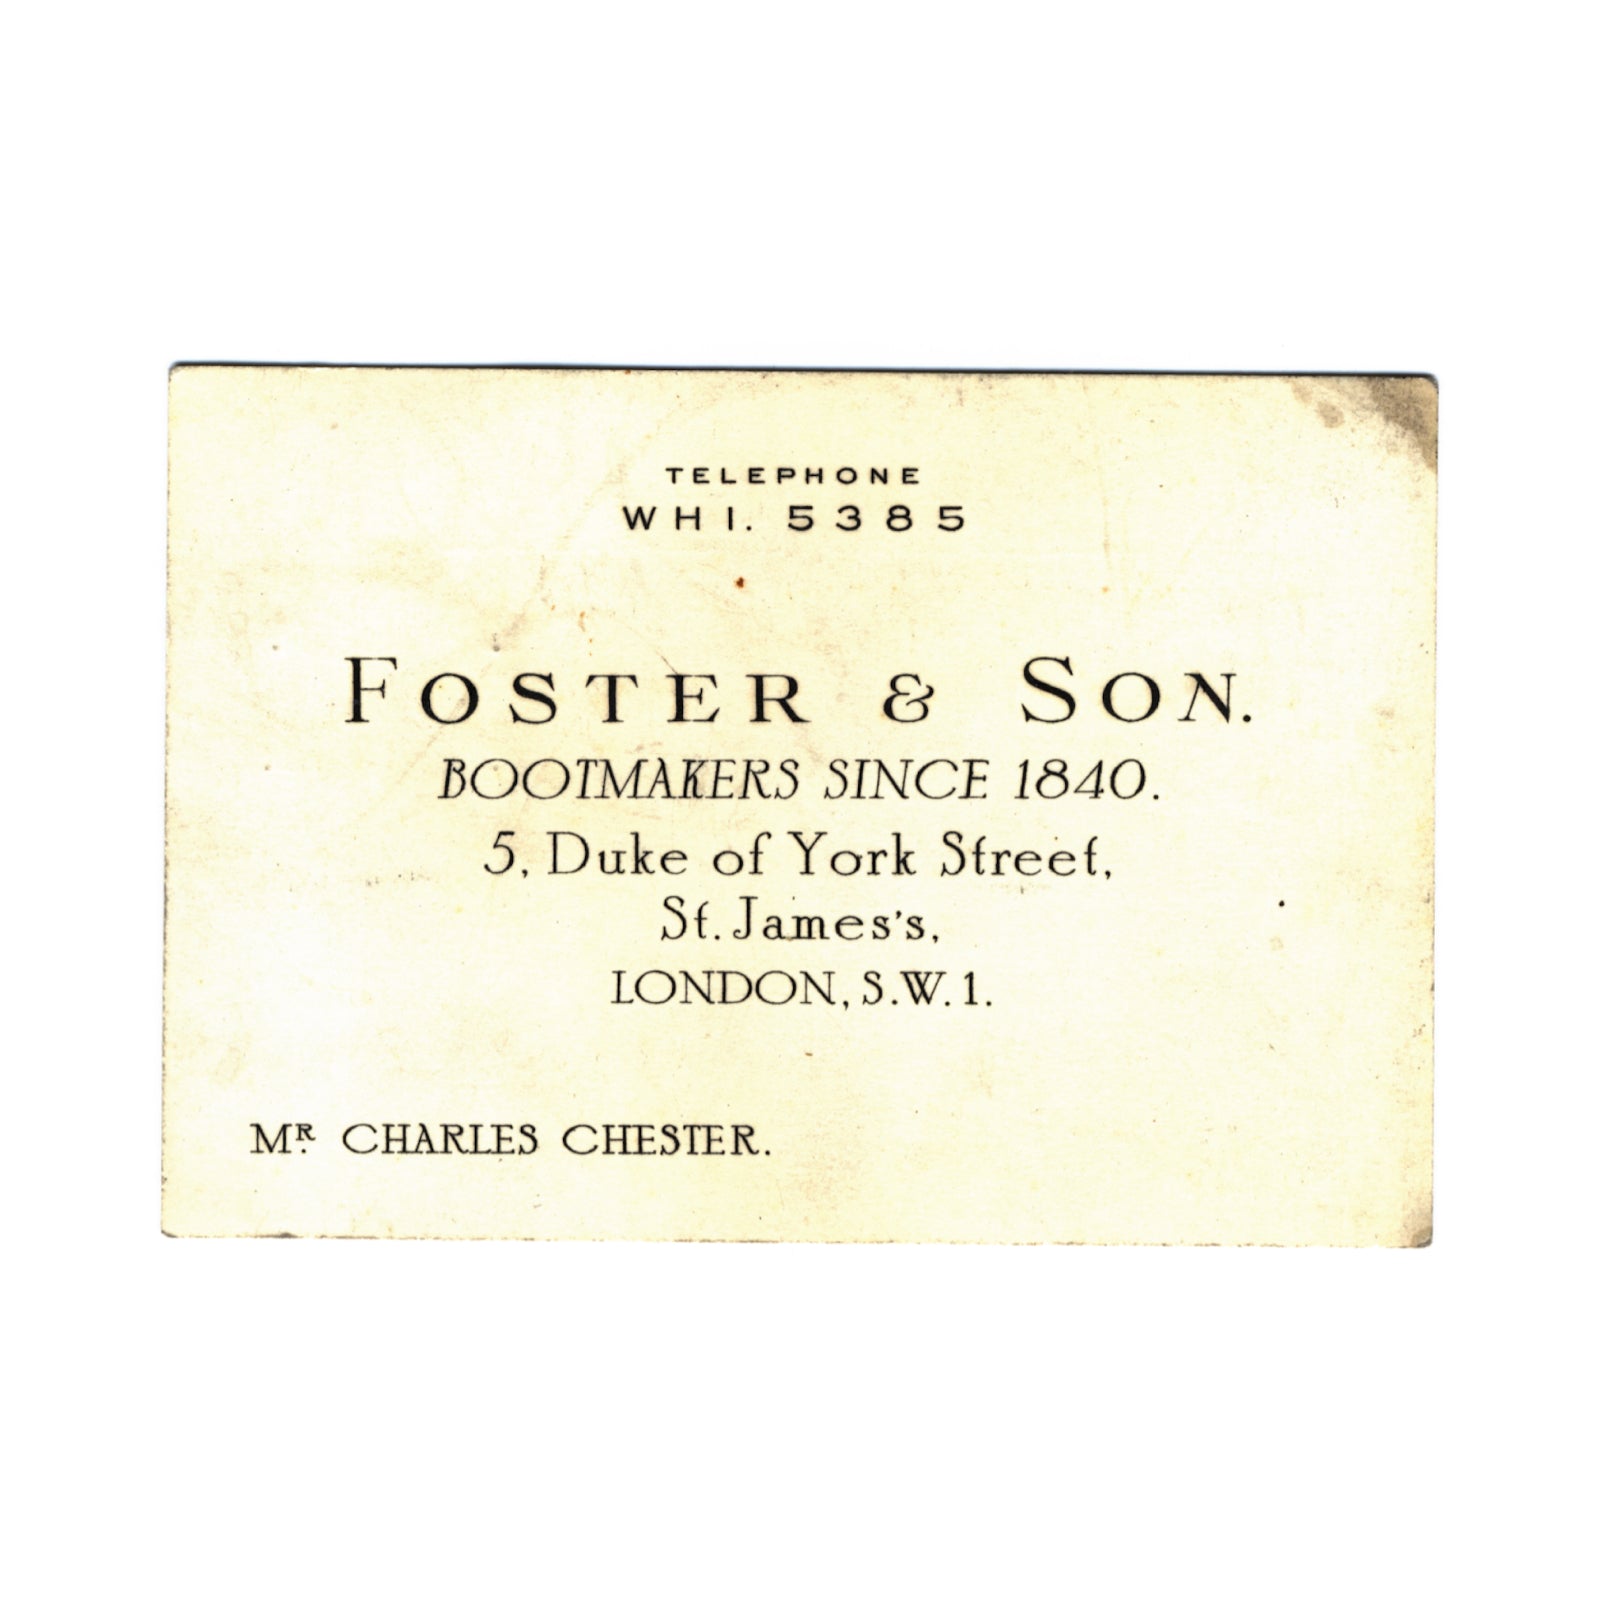 TELEPHONE
WHI. 5385
FOSTER & SON.
BOOTMAKERS SINCE 1840.
5, Duke of York Street,
St. James's,
LONDON, S.W. 1.
MR. CHARLES CHESTER.